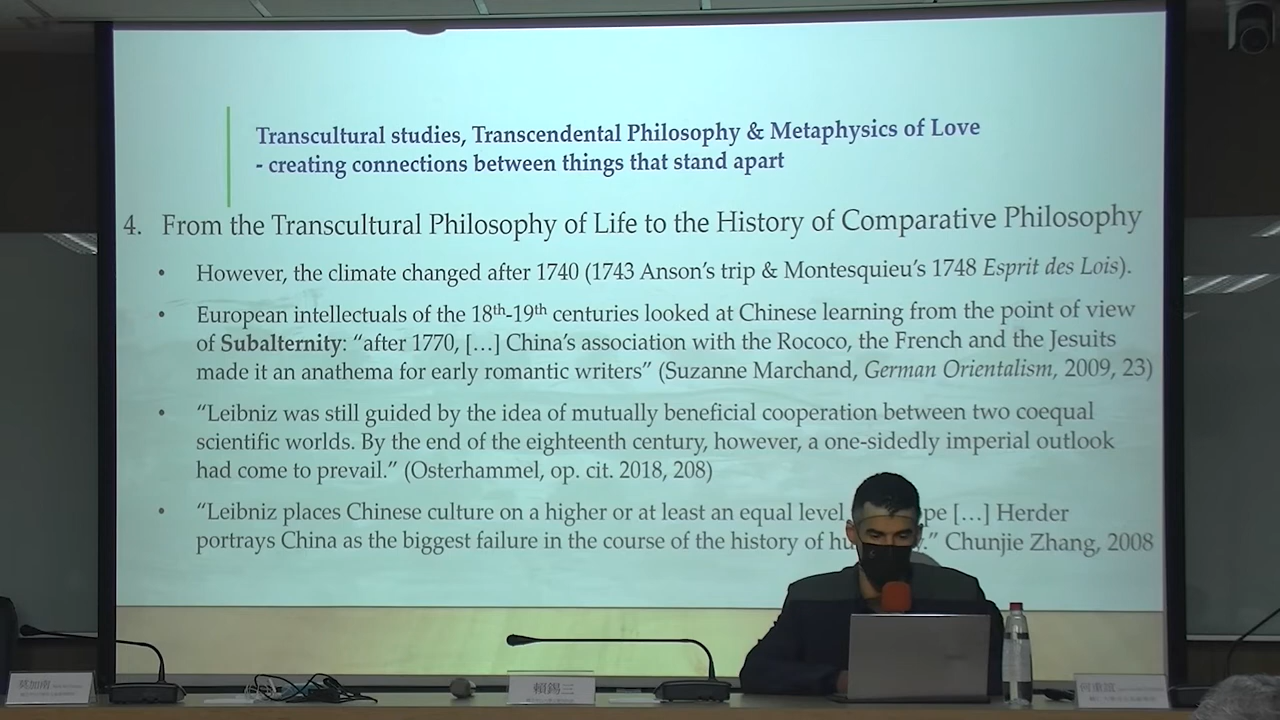 Transcultural studies, Transcendental Philosophy & Metaphysics of Love
- creating connections between things that stand apart
4. From the Transcultural Philosophy of Life to the History of Comparative Philosophy
• However, the climate changed after 1740 (1743 Anson's trip & Montesquieu's 1748 Esprit des Lois).
• European intellectuals of the 18th-19th centuries looked at Chinese learning from the point of view
of Subalternity: "after 1770, […] China's association with the Rococo, the French and the Jesuits
made it an anathema for early romantic writers" (Suzanne Marchand, German Orientalism, 2009, 23)
• "Leibniz was still guided by the idea of mutually beneficial cooperation between two coequal
scientific worlds. By the end of the eighteenth century, however, a one-sidedly imperial outlook
had come to prevail." (Osterhammel, op. cit. 2018, 208)
• "Leibniz places Chinese culture on a higher or at least an equal level pe […] Herder
portrays China as the biggest failure in the course of the history of hu ." Chunjie Zhang, 2008
賴錫三